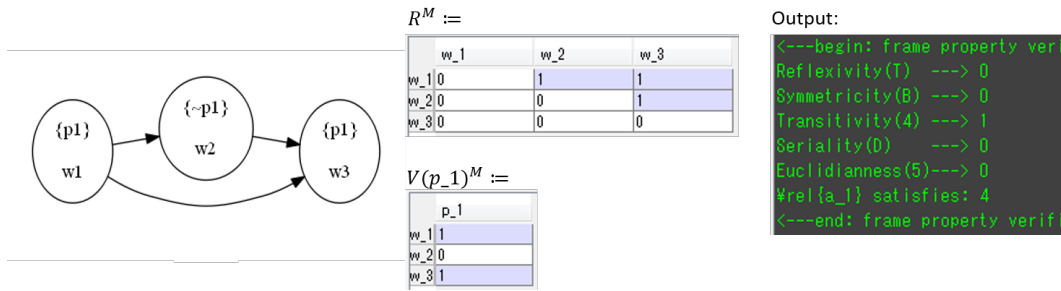 {p1}
w1
{~p1}
w2
{p1}
w3
R^M :=
w_1 w_2 w_3
w_1 0 1 1
w_2 0 0 1
w_3 0 0 0
V(p_1)^M :=
p_1
w_1 1
w_2 0
w_3 1
Output:
<---begin: frame property veri
Reflexivity(T) ---> 0
Symmetricity(B) ---> 0
Transitivity(4) ---> 1
Seriality(D) ---> 0
Euclidianness(5)---> 0
¥rel{a_1} satisfies: 4
<---end: frame property verifi